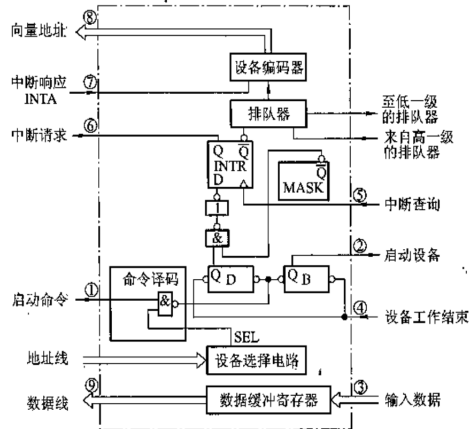 ⑧
向量地址
设备编码器
中断响应
INTA
⑦
排队器
至低一级
的排队器
中断请求
⑥
来自高一级
的排队器
Q Q̅
INTR
D
Q̅
MASK
⑤
中断查询
1
&
②
启动设备
命令译码
Q D
Q B
启动命令
①
&
④
设备工作结束
SEL
地址线
设备选择电路
⑨
数据线
数据缓冲寄存器
③
输入数据